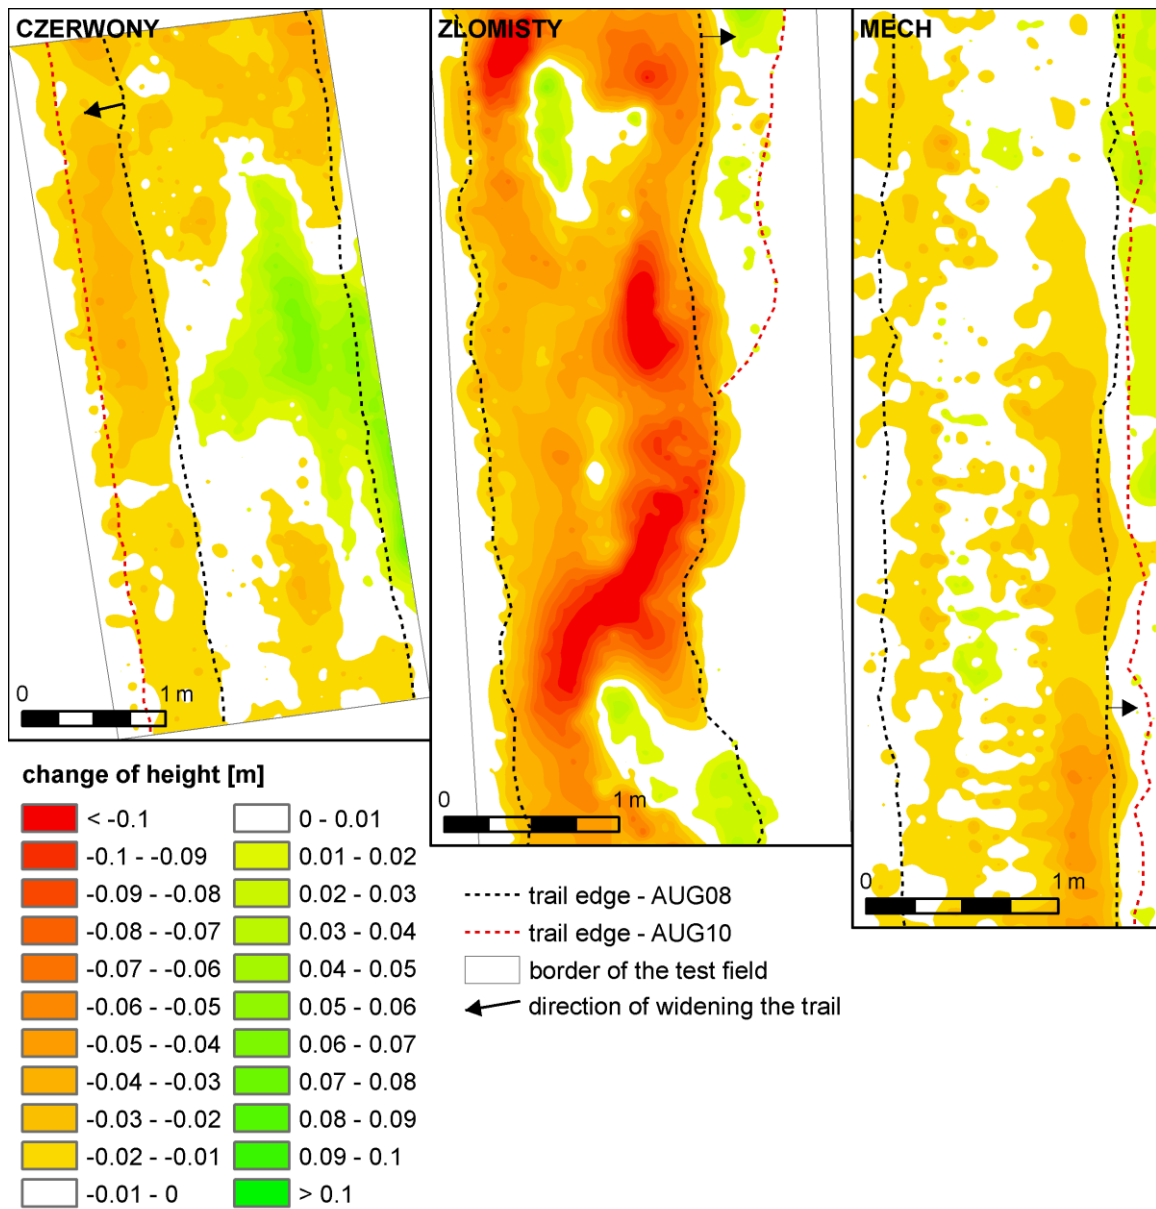 CZERWONY
ZŁOMISTY
MECH
0 1 m
0 1 m
0 1 m
change of height [m]
< -0.1
-0.1 - -0.09
-0.09 - -0.08
-0.08 - -0.07
-0.07 - -0.06
-0.06 - -0.05
-0.05 - -0.04
-0.04 - -0.03
-0.03 - -0.02
-0.02 - -0.01
-0.01 - 0
0 - 0.01
0.01 - 0.02
0.02 - 0.03
0.03 - 0.04
0.04 - 0.05
0.05 - 0.06
0.06 - 0.07
0.07 - 0.08
0.08 - 0.09
0.09 - 0.1
> 0.1
trail edge - AUG08
trail edge - AUG10
border of the test field
direction of widening the trail